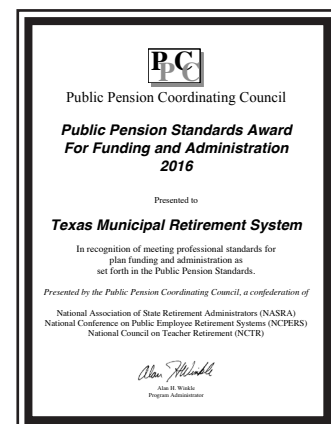 PPCC
Public Pension Coordinating Council
Public Pension Standards Award
For Funding and Administration
2016
Presented to
Texas Municipal Retirement System
In recognition of meeting professional standards for
plan funding and administration as
set forth in the Public Pension Standards.
Presented by the Public Pension Coordinating Council, a confederation of
National Association of State Retirement Administrators (NASRA)
National Conference on Public Employee Retirement Systems (NCPERS)
National Council on Teacher Retirement (NCTR)
Alan H. Winkle
Alan H. Winkle
Program Administrator